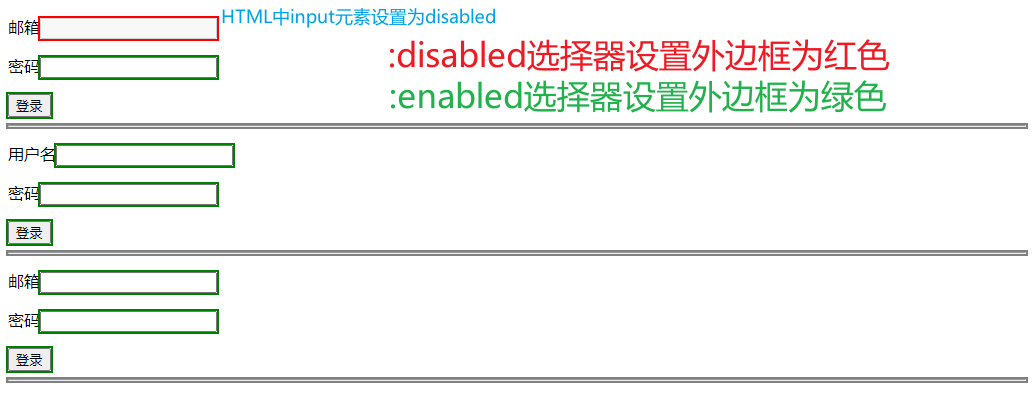 邮箱 HTML中input元素设置为disabled
:disabled选择器设置外边框为红色
密码
:enabled选择器设置外边框为绿色
登录
用户名
密码
登录
邮箱
密码
登录